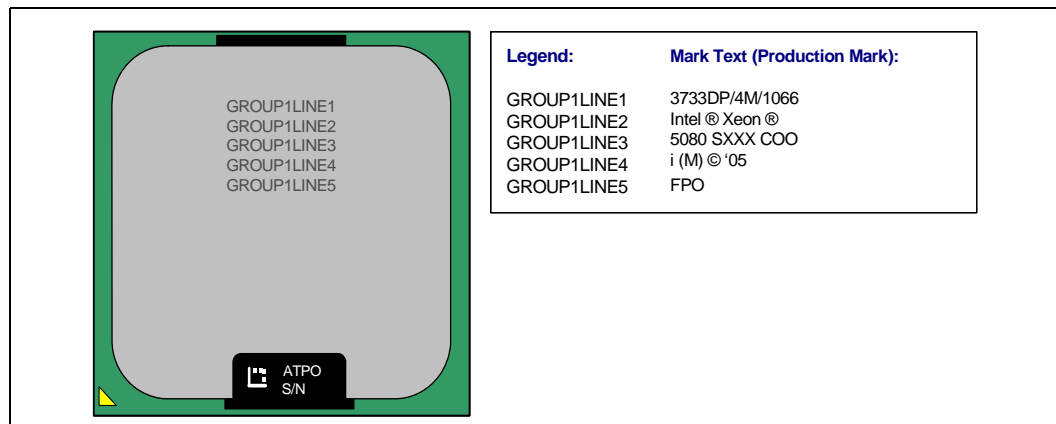 GROUP1LINE1
GROUP1LINE2
GROUP1LINE3
GROUP1LINE4
GROUP1LINE5
ATPO
S/N
Legend: Mark Text (Production Mark):
GROUP1LINE1 3733DP/4M/1066
GROUP1LINE2 Intel ® Xeon ®
GROUP1LINE3 5080 SXXX COO
GROUP1LINE4 i (M) © ‘05
GROUP1LINE5 FPO